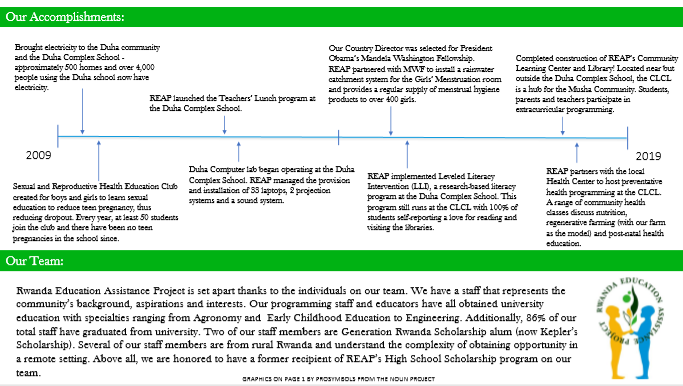 Our Accomplishments:
Brought electricity to the Duha community
and the Duha Complex School -
approximately 500 homes and over 4,000
people using the Duha school now have
electricity.
REAP launched the Teachers' Lunch program at
the Duha Complex School.
Our Country Director was selected for President
Obama's Mandela Washington Fellowship.
REAP partnered with MWF to install a rainwater
catchment system for the Girls' Menstruation room
and provides a regular supply of menstrual hygiene
products to over 400 girls.
Completed construction of REAP's Community
Learning Center and Library! Located near but
outside the Duha Complex School, the CLCL
is a hub for the Musha Community. Students,
parents and teachers participate in
extracurricular programming.
2009
2019
Sexual and Reproductive Health Education Club
created for boys and girls to learn sexual
education to reduce teen pregnancy, thus
reducing dropout. Every year, at least 50 students
join the club and there have been no teen
pregnancies in the school since.
Duha Computer lab began operating at the Duha
Complex School. REAP managed the provision
and installation of 33 laptops, 2 projection
systems and a sound system.
REAP implemented Leveled Literacy
Intervention (LLI), a research-based literacy
program at the Duha Complex School. This
program still runs at the CLCL with 100% of
students self-reporting a love for reading and
visiting the libraries.
REAP partners with the local
Health Center to host preventative
health programming at the CLCL.
A range of community health
classes discuss nutrition,
regenerative farming (with our farm
as the model) and post-natal health
education.
Our Team:
Rwanda Education Assistance Project is set apart thanks to the individuals on our team. We have a staff that represents the
community's background, aspirations and interests. Our programming staff and educators have all obtained university
education with specialties ranging from Agronomy and Early Childhood Education to Engineering. Additionally, 86% of our
total staff have graduated from university. Two of our staff members are Generation Rwanda Scholarship alum (now Kepler's
Scholarship). Several of our staff members are from rural Rwanda and understand the complexity of obtaining opportunity in
a remote setting. Above all, we are honored to have a former recipient of REAP's High School Scholarship program on our
team.
RWANDA EDUCATION ASSISTANCE PROJECT
GRAPHICS ON PAGE 1 BY PROSYMBOLS FROM THE NOUN PROJECT